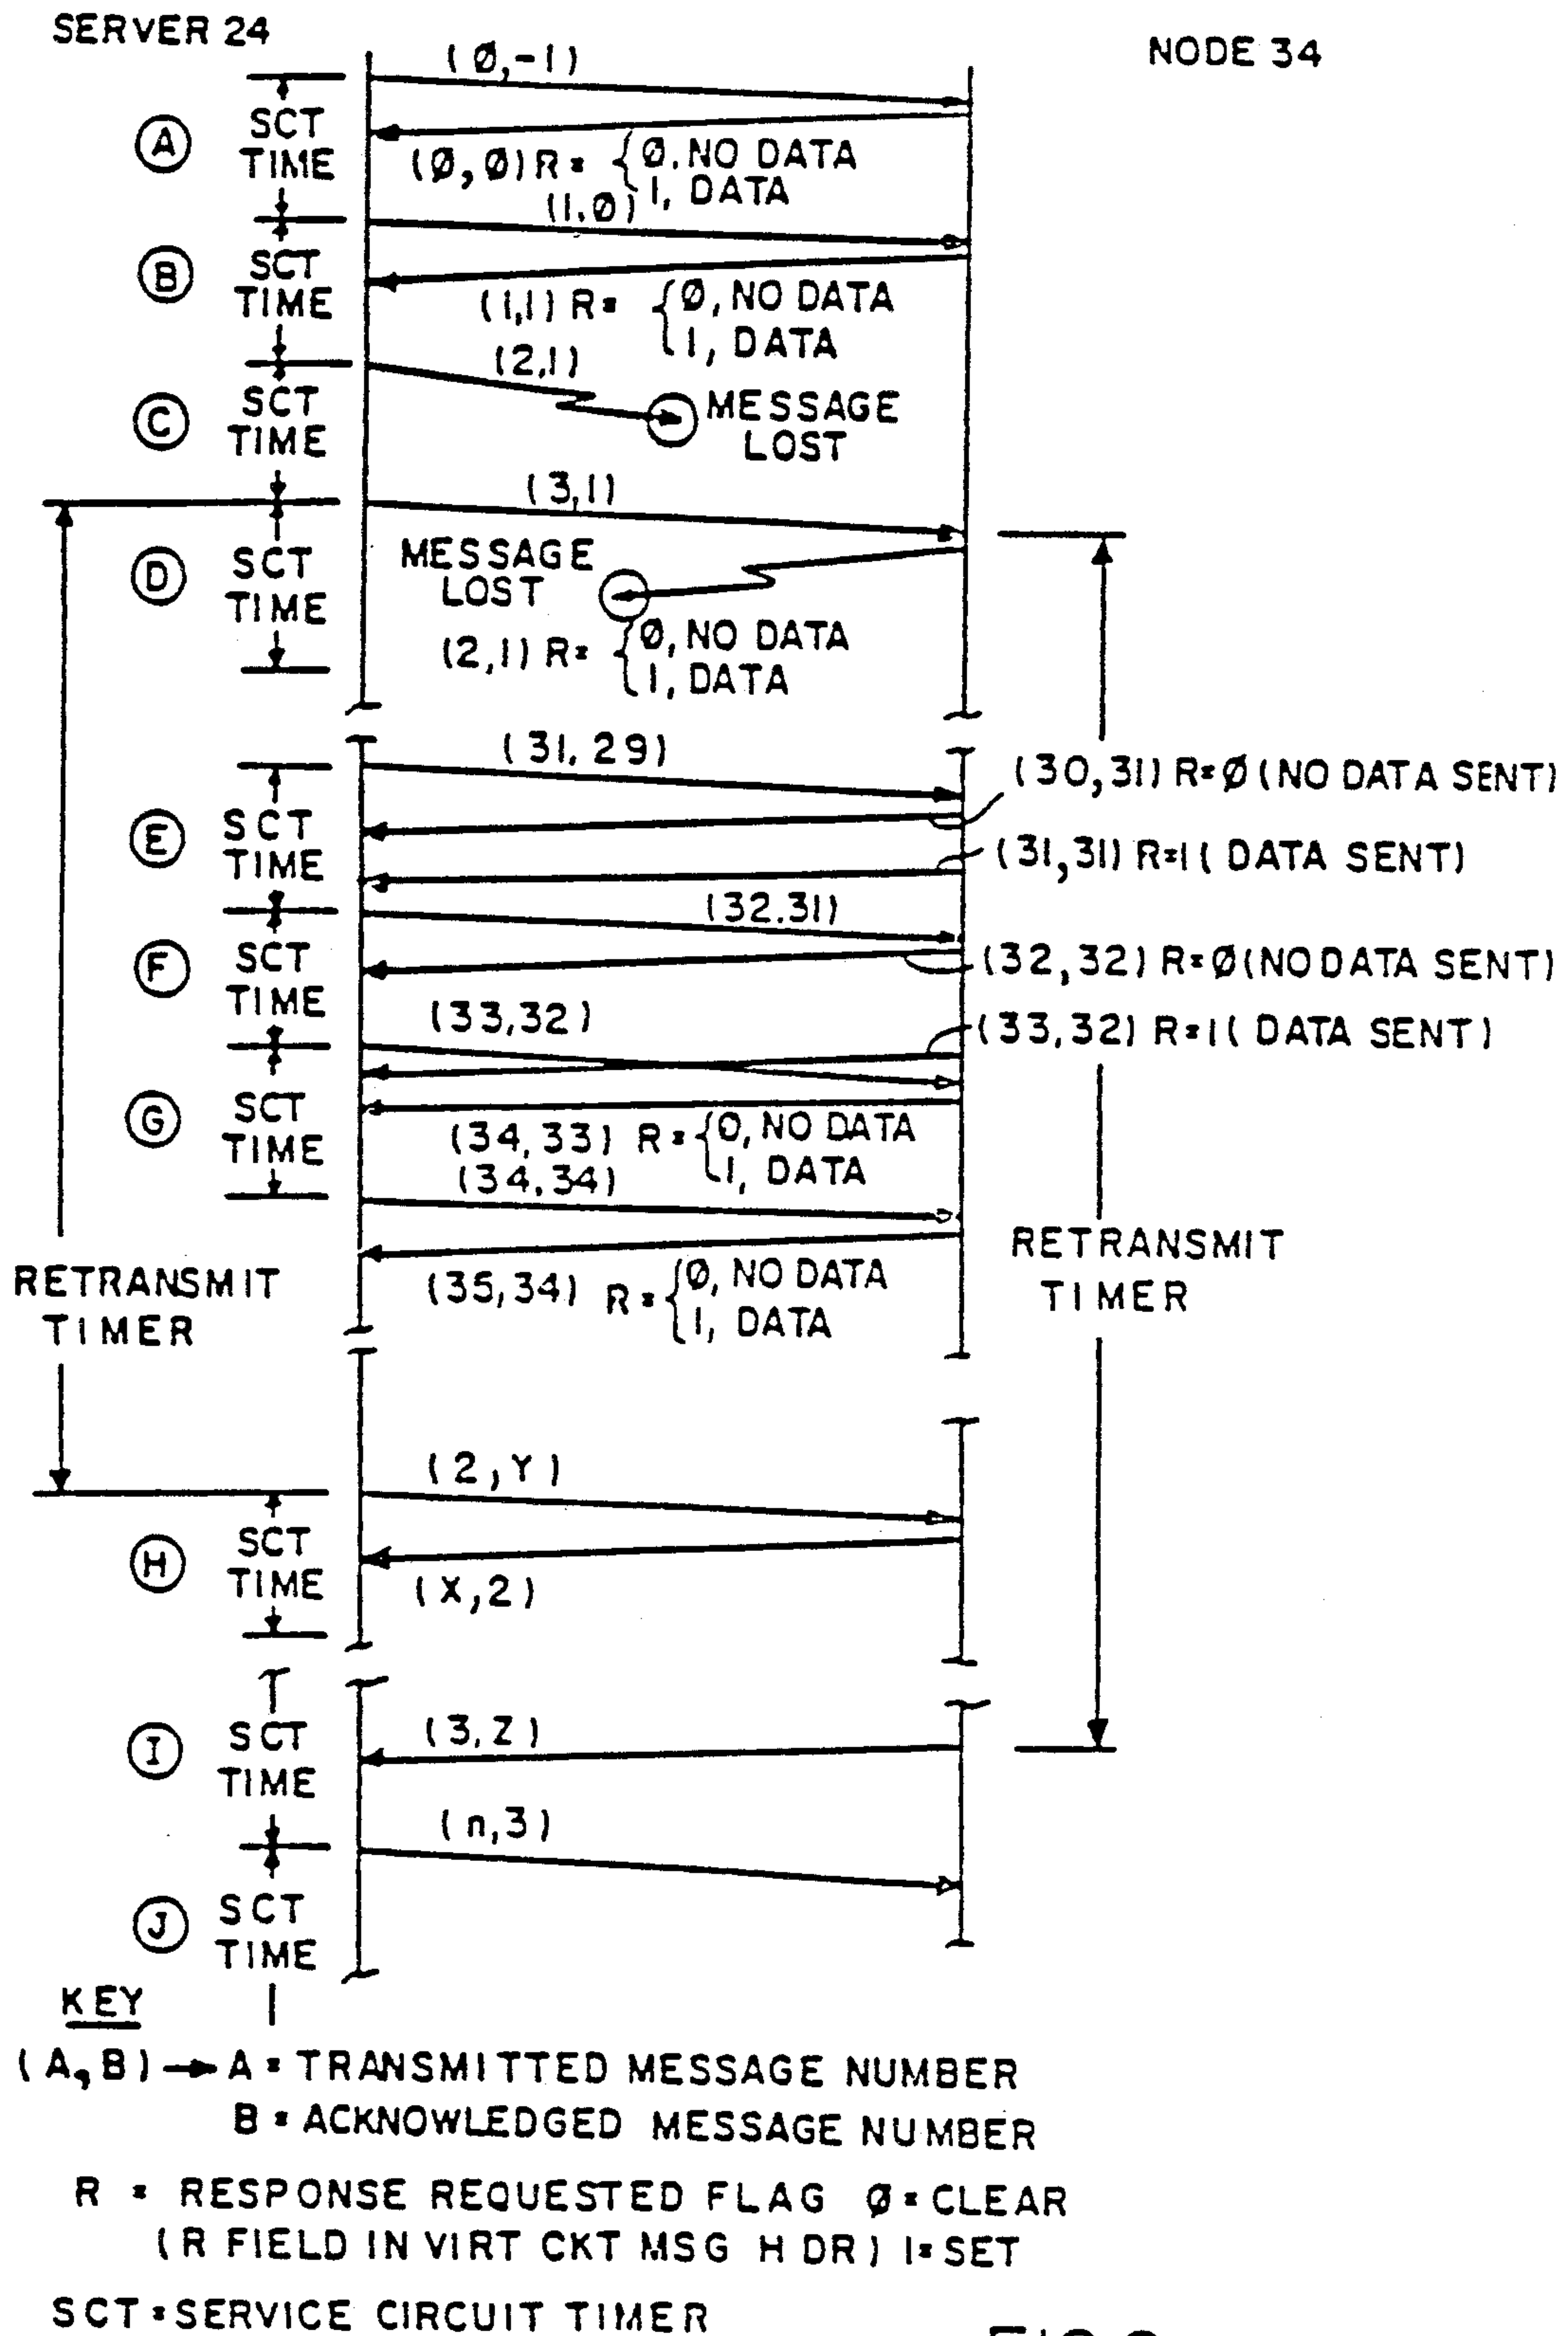 SERVER 24
NODE 34
(Ø,-1)
A
SCT
TIME
(Ø,Ø) R= {Ø, NO DATA
1, DATA
(1,Ø)
B
SCT
TIME
(1,1) R= {Ø, NO DATA
1, DATA
(2,1)
C
SCT
TIME
MESSAGE
LOST
(3,1)
D
SCT
TIME
MESSAGE
LOST
(2,1) R= {Ø, NO DATA
1, DATA
(31,29)
(30,31) R=Ø (NO DATA SENT)
E
SCT
TIME
(31,31) R=1 ( DATA SENT)
(32.31)
F
SCT
TIME
(32,32) R=Ø (NO DATA SENT)
(33,32)
(33,32) R=1 ( DATA SENT)
G
SCT
TIME
(34,33) R= {0, NO DATA
1, DATA
(34,34)
(35,34) R= {Ø, NO DATA
1, DATA
RETRANSMIT
TIMER
RETRANSMIT
TIMER
(2,Y)
H
SCT
TIME
(X,2)
I
SCT
TIME
(3,Z)
(n,3)
J
SCT
TIME
KEY
(A,B) → A = TRANSMITTED MESSAGE NUMBER
B = ACKNOWLEDGED MESSAGE NUMBER
R = RESPONSE REQUESTED FLAG Ø = CLEAR
(R FIELD IN VIRT CKT MSG HDR) 1= SET
SCT = SERVICE CIRCUIT TIMER